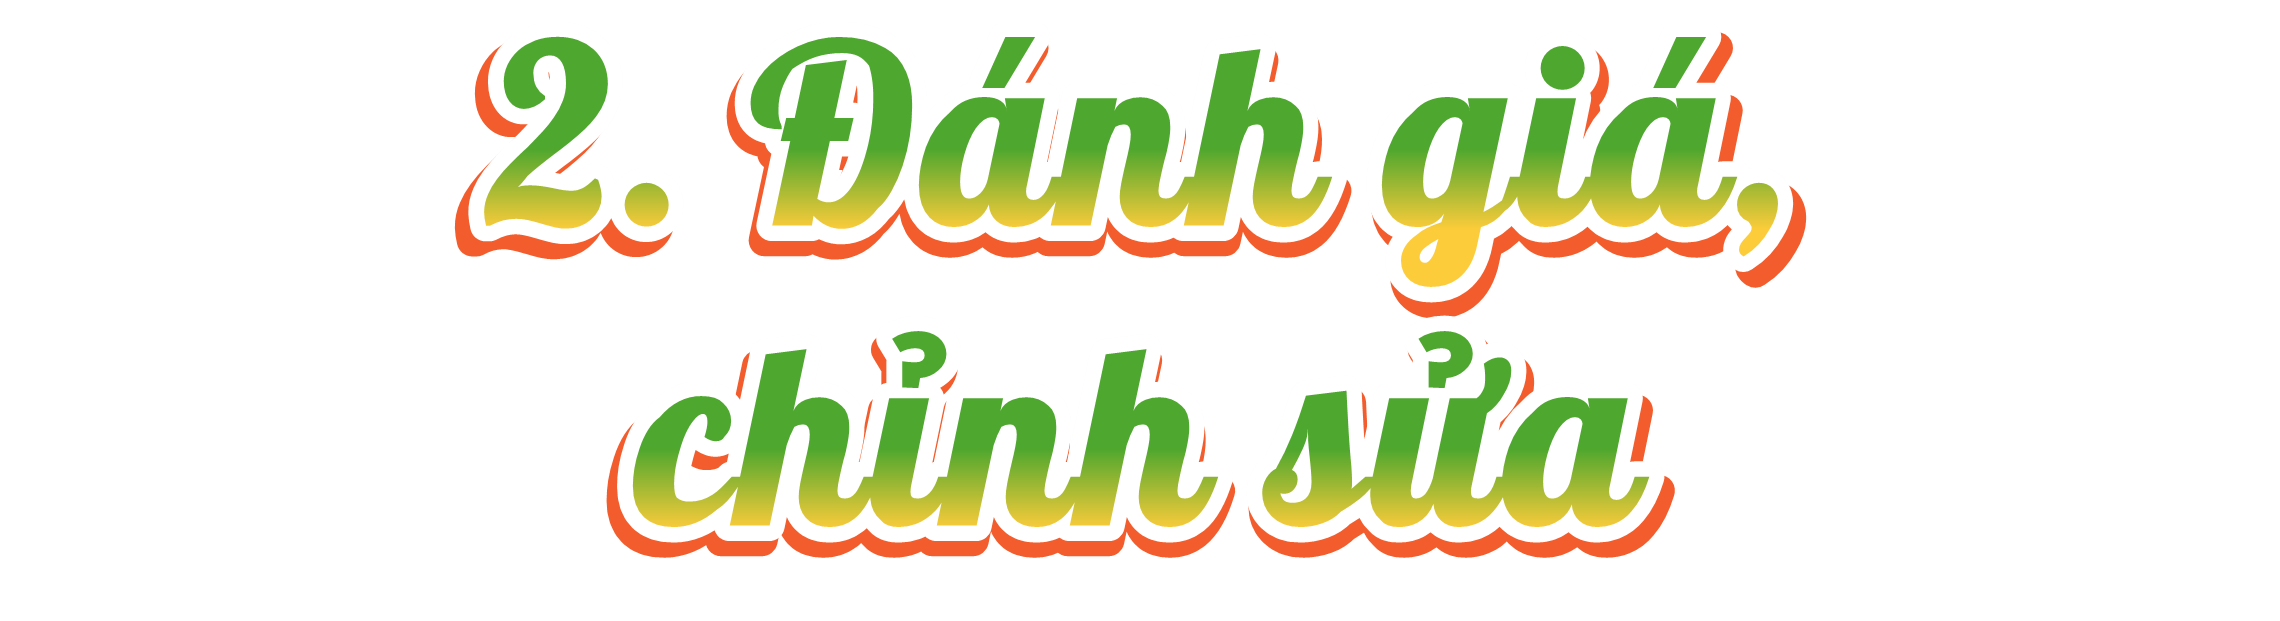 2. Đánh giá,
chỉnh sửa